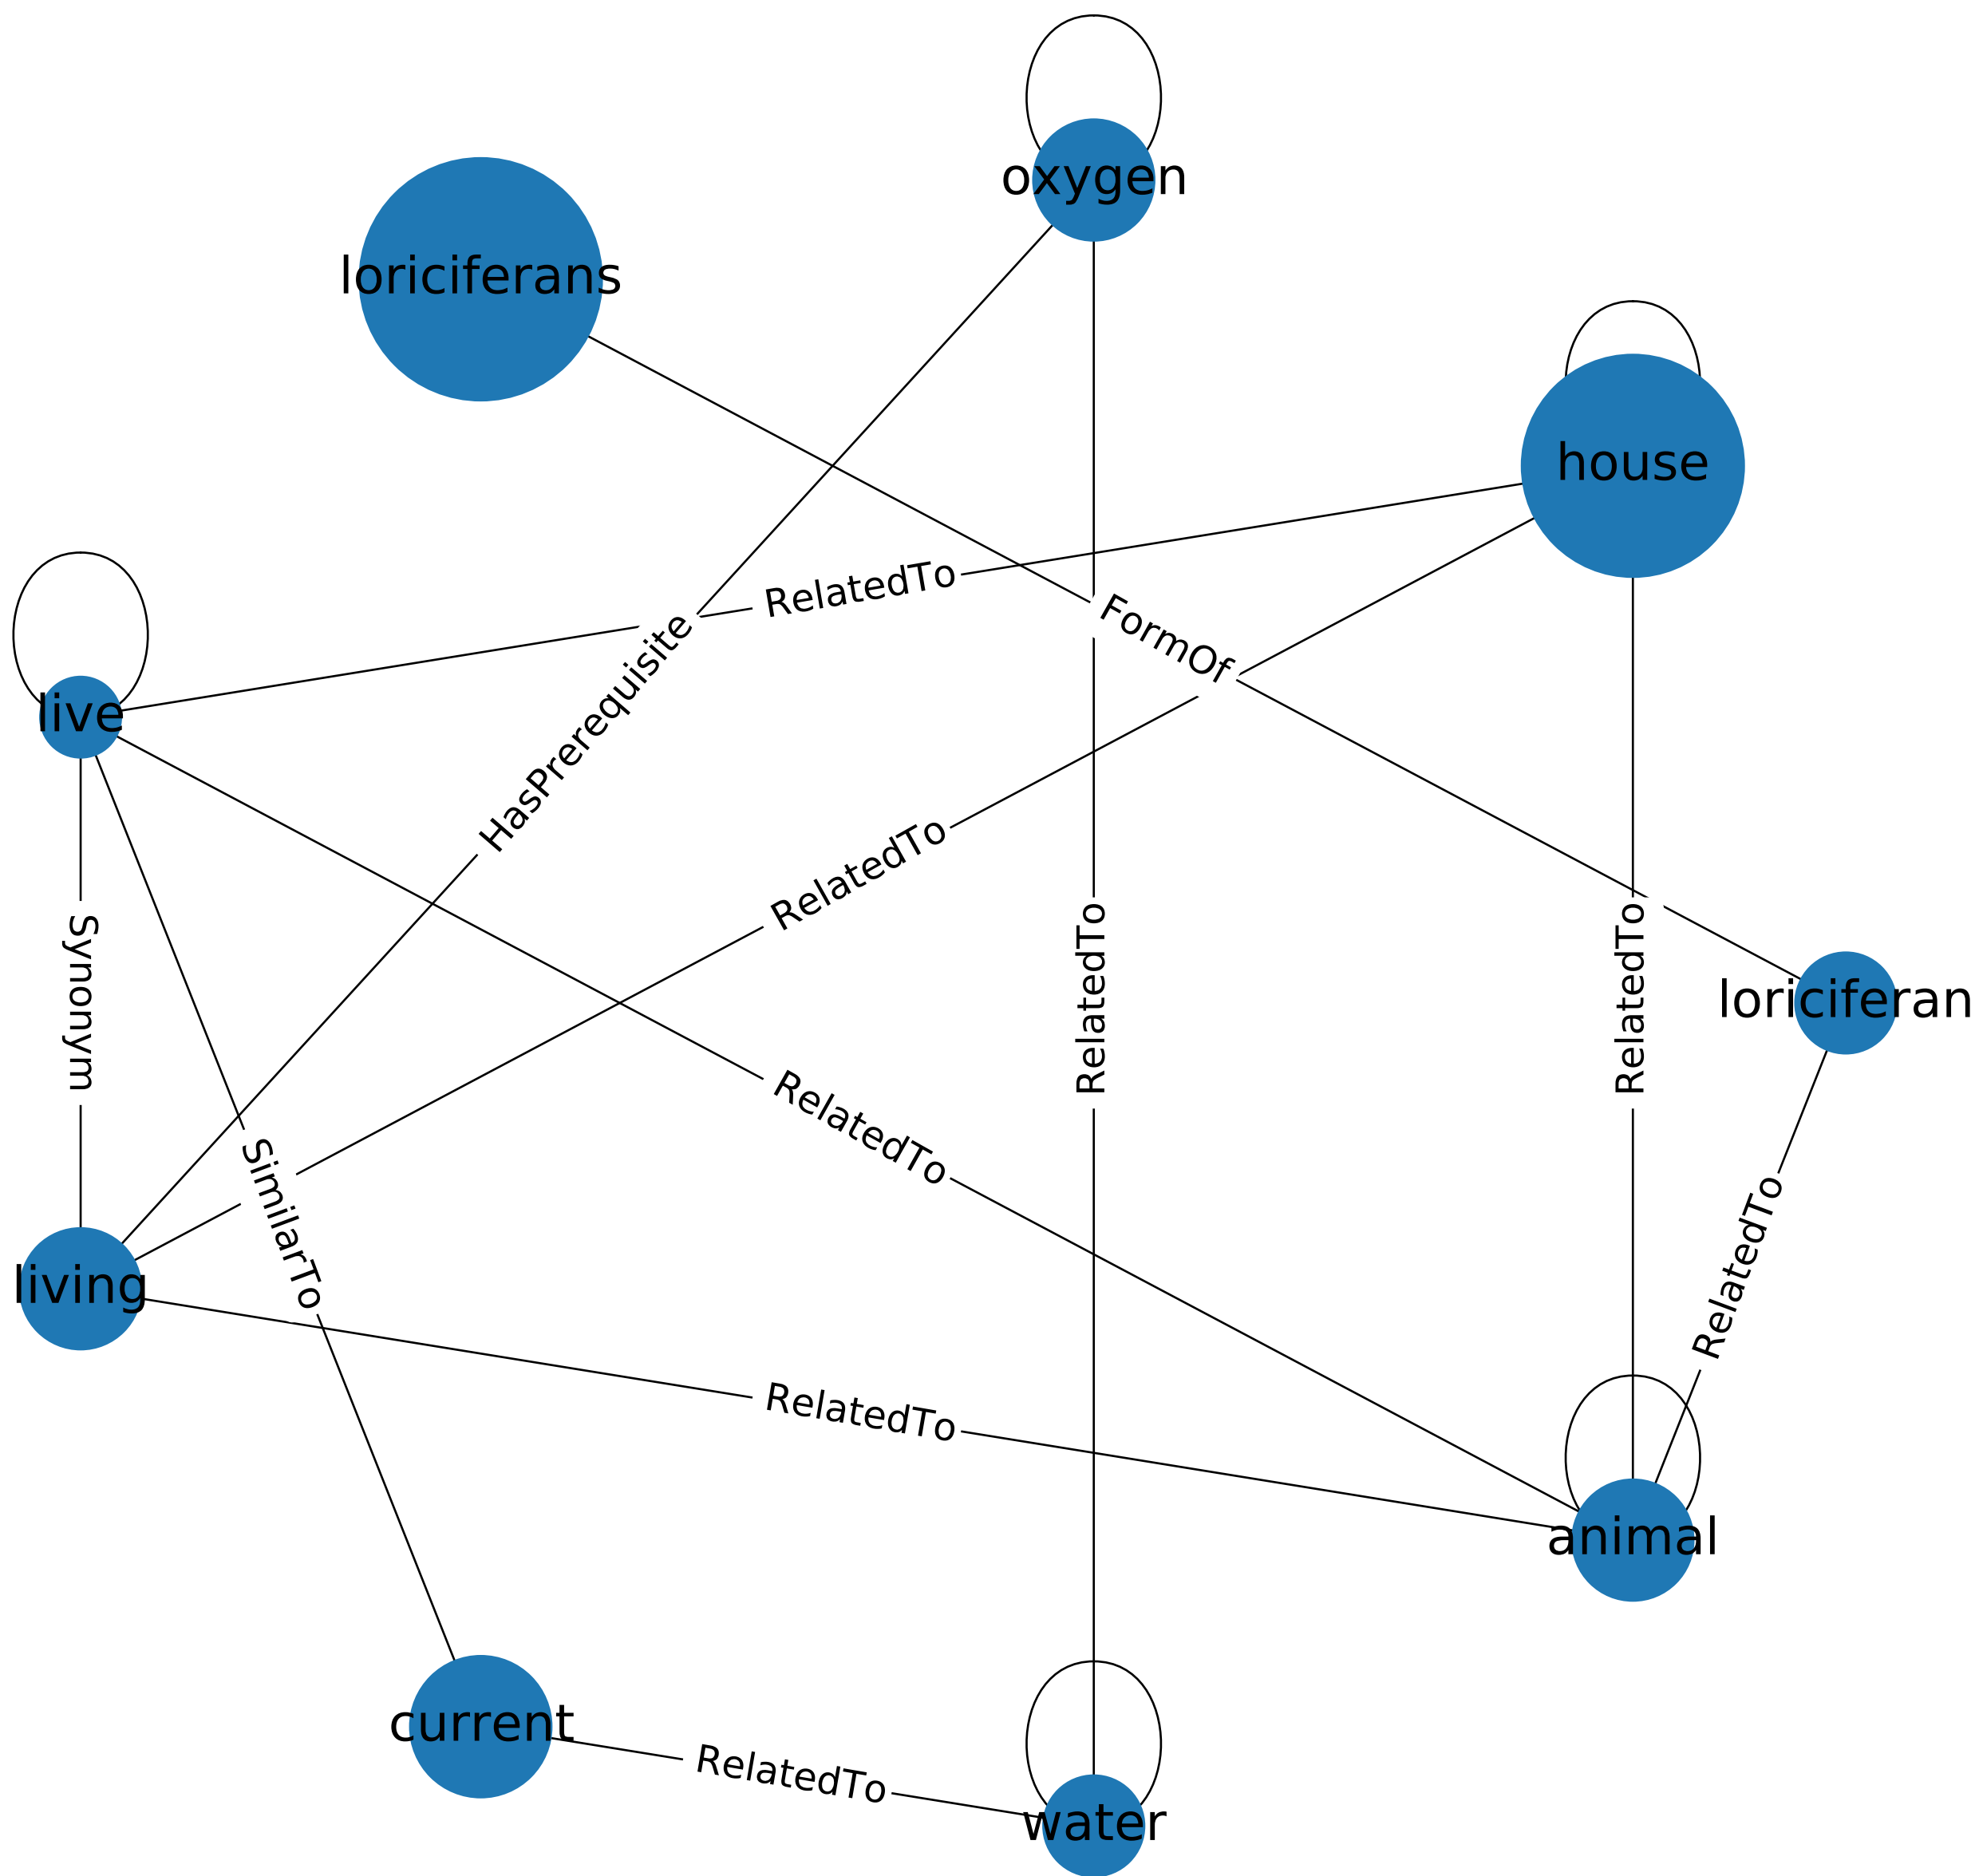 oxygen
loriciferans
house
RelatedTo
FormOf
HasPrerequisite
live
RelatedTo
synonym
RelatedTo
RelatedTo
loriciferan
RelatedTo
SimilarTo
RelatedTo
living
RelatedTo
animal
current
RelatedTo
water